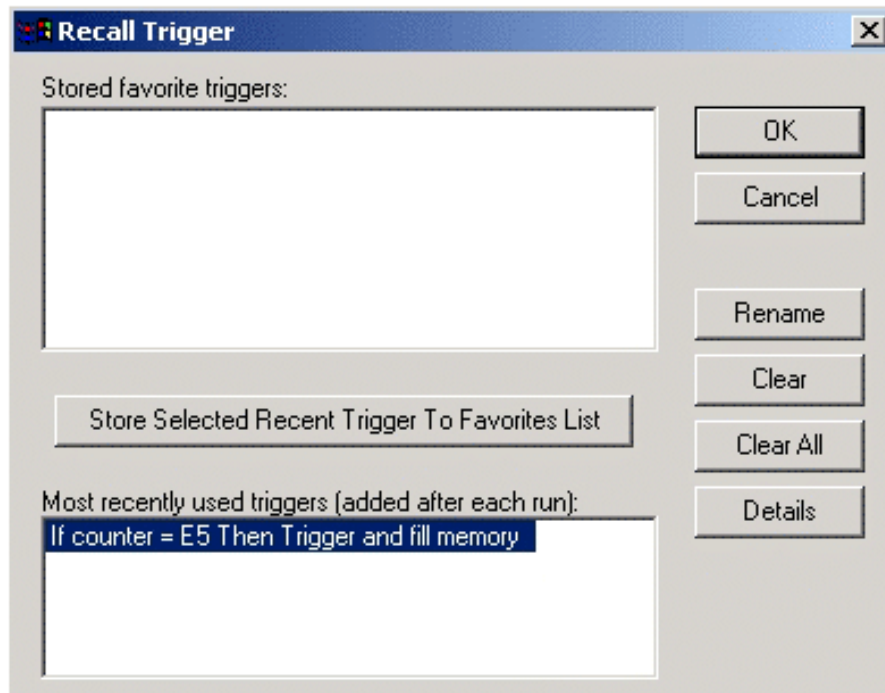 Recall Trigger
Stored favorite triggers:
OK
Cancel
Rename
Clear
Clear All
Details
Store Selected Recent Trigger To Favorites List
Most recently used triggers (added after each run):
If counter = E5 Then Trigger and fill memory